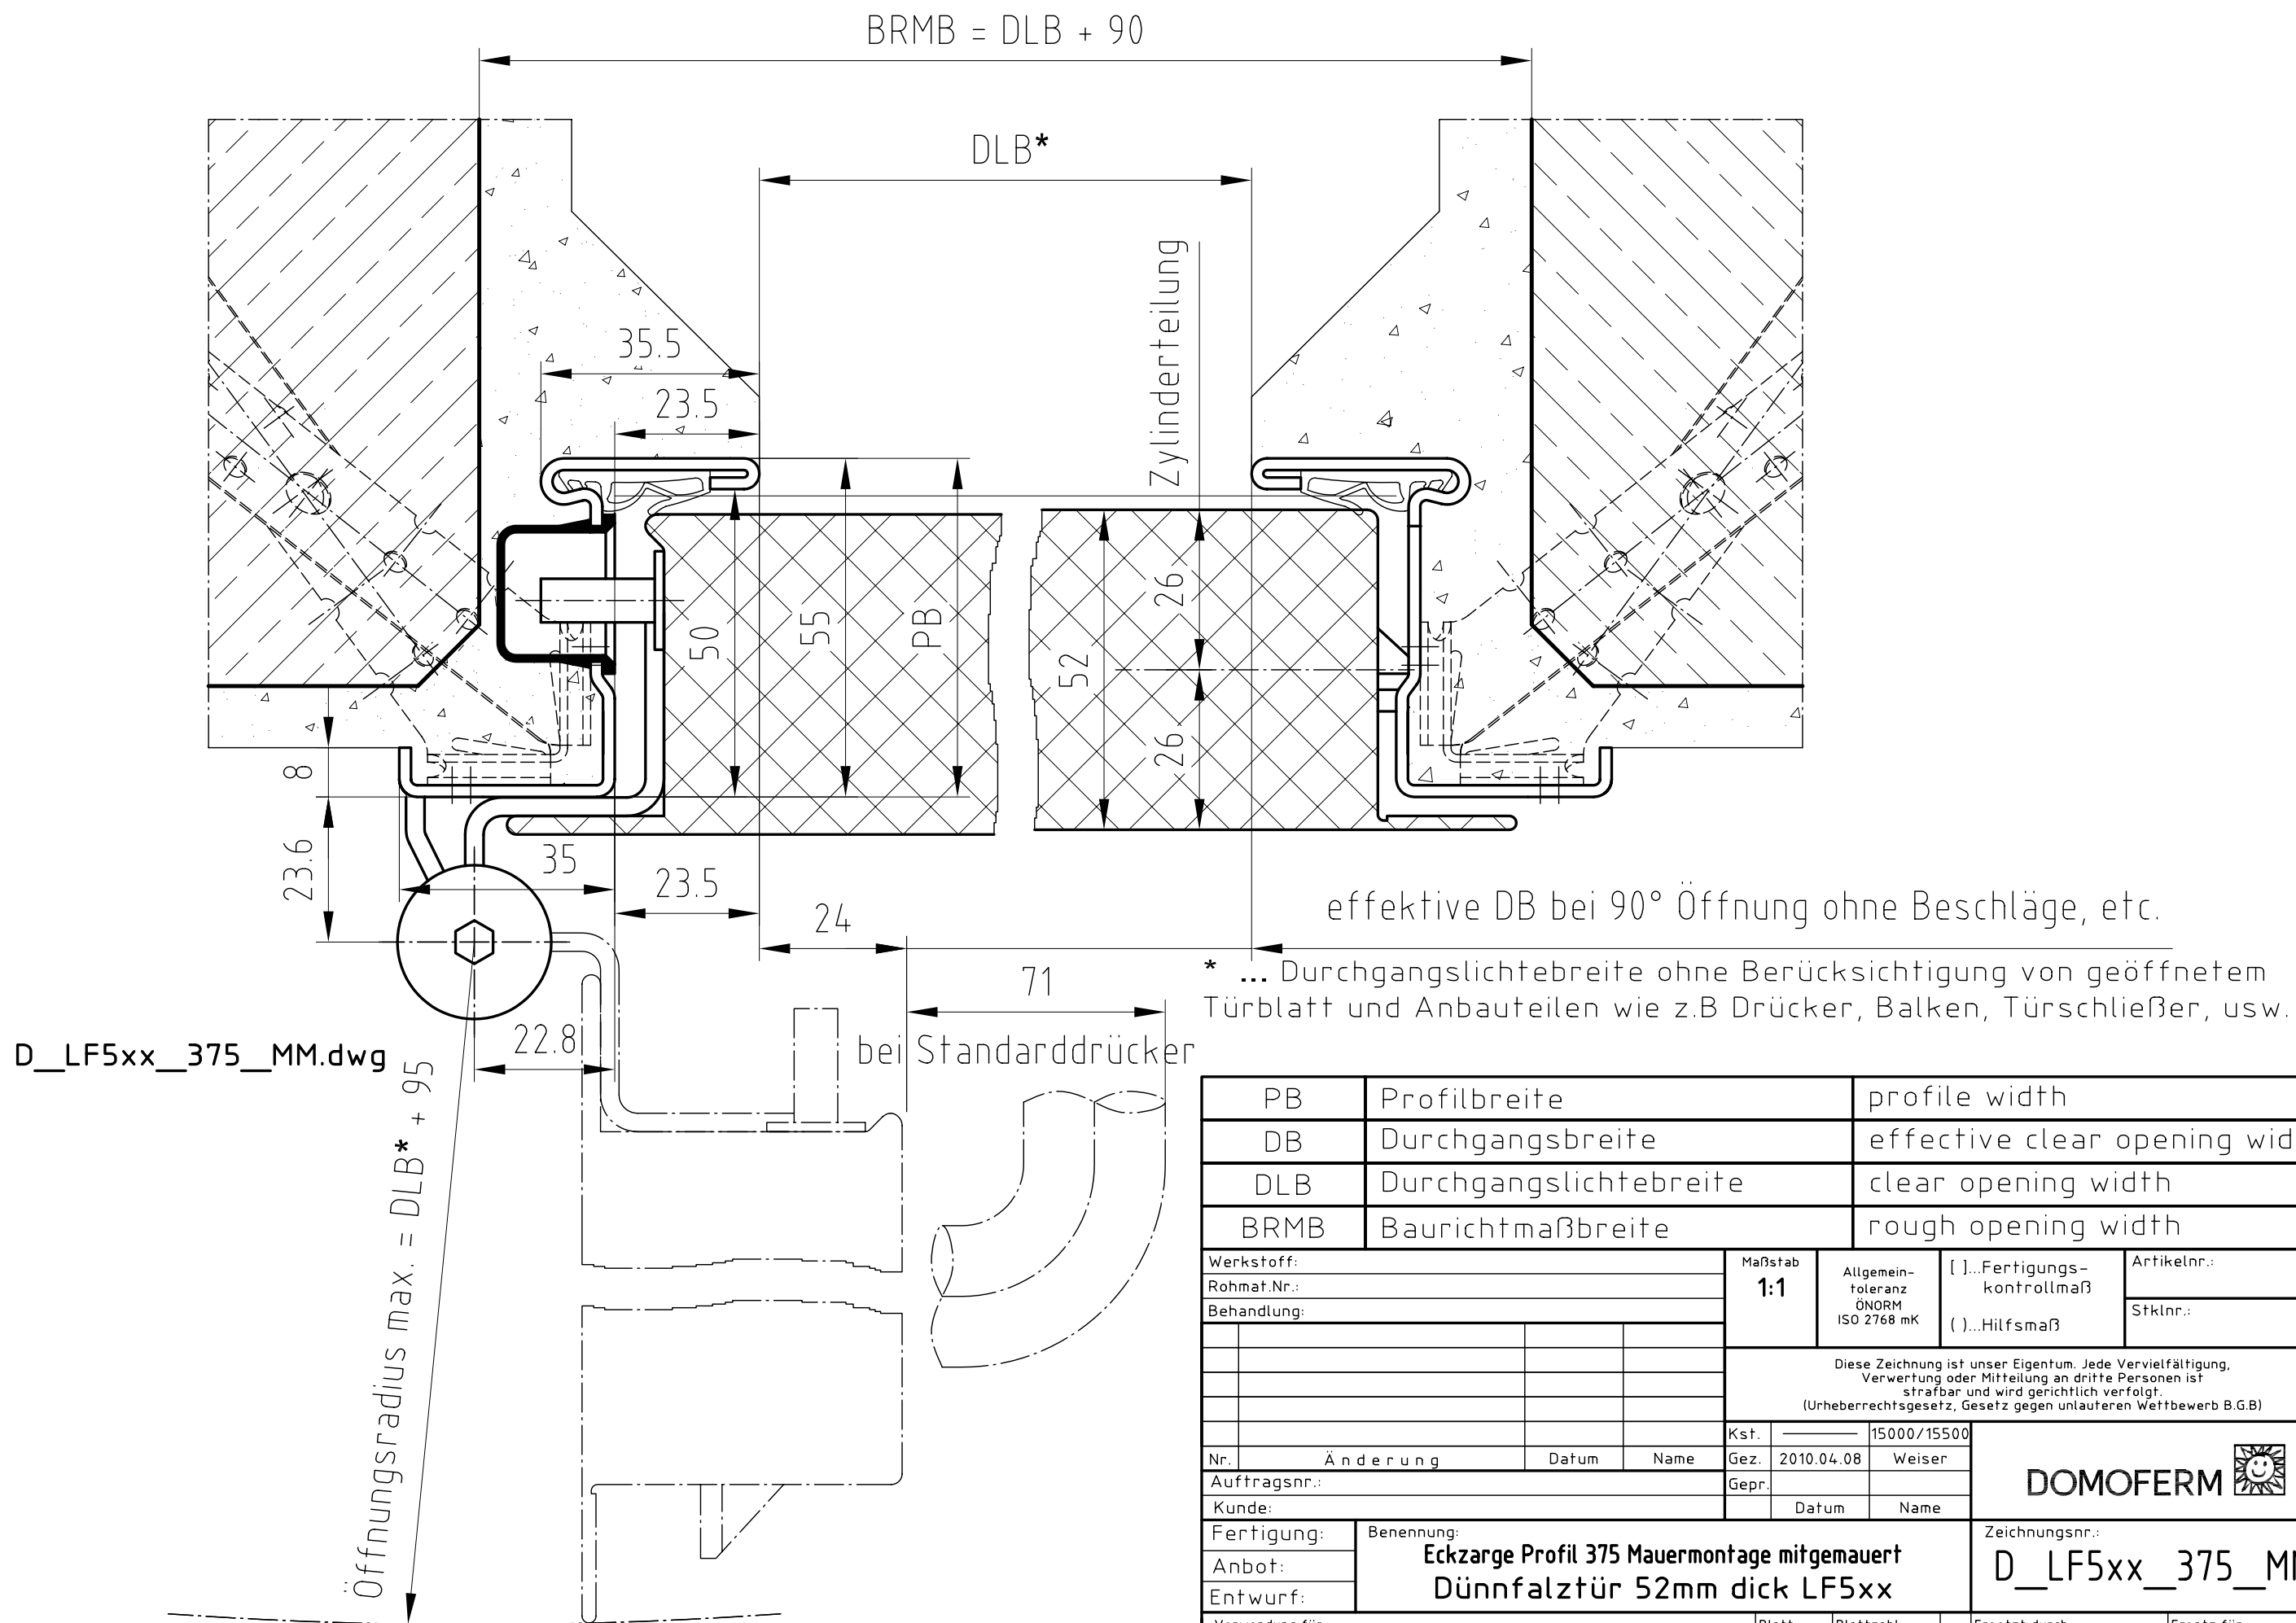 BRMB = DLB + 90
DLB*
Zylinderteilung
35.5
23.5
50
55
PB
52
26
26
8
23.6
35
23.5
24
71
22.8
bei Standarddrücker
effektive DB bei 90° Öffnung ohne Beschläge, etc.
* ... Durchgangslichtebreite ohne Berücksichtigung von geöffnetem
Türblatt und Anbauteilen wie z.B Drücker, Balken, Türschließer, usw.
D__LF5xx__375__MM.dwg
Öffnungsradius max. = DLB* + 95
PB Profilbreite profile width
DB Durchgangsbreite effective clear opening
DLB Durchgangslichtebreite clear opening width
BRMB Baurichtmaßbreite rough opening width
Werkstoff:
Rohmat.Nr.:
Behandlung:
Maßstab
1:1
Allgemein-
toleranz
ÖNORM
ISO 2768 mK
[ ]...Fertigungs-
kontrollmaß
( )...Hilfsmaß
Artikelnr.:
Stklnr.:
Diese Zeichnung ist unser Eigentum. Jede Vervielfältigung,
Verwertung oder Mitteilung an dritte Personen ist
strafbar und wird gerichtlich verfolgt.
(Urheberrechtsgesetz, Gesetz gegen unlauteren Wettbewerb B.G.B)
Kst. 15000/15500
Nr. Änderung Datum Name
Gez. 2010.04.08 Weiser
Gepr.
Datum Name
Auftragsnr.:
Kunde:
DOMOFERM
Fertigung:
Anbot:
Entwurf:
Benennung:
Eckzarge Profil 375 Mauermontage mitgemauert
Dünnfalztür 52mm dick LF5xx
Zeichnungsnr.:
D__LF5xx__375__M